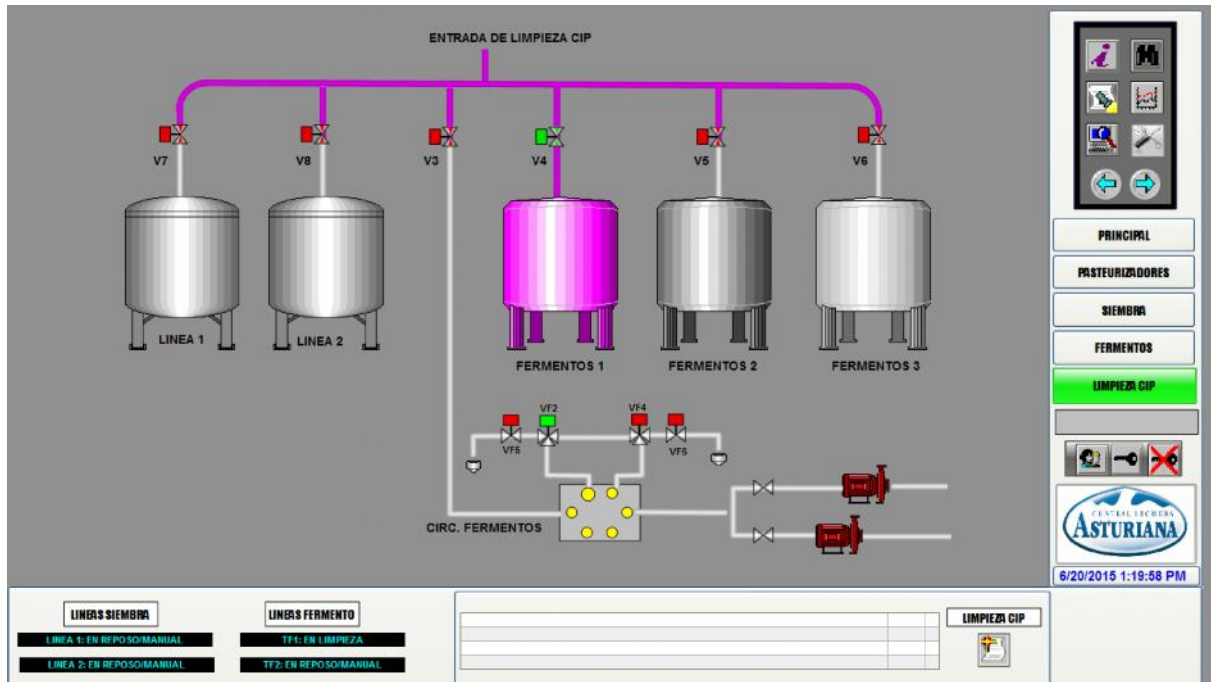 ENTRADA DE LIMPIEZA CIP
V7
V8
V3
V4
V5
V6
LINEA 1
LINEA 2
FERMENTOS 1
FERMENTOS 2
FERMENTOS 3
VF2
VF4
VF5
VF6
CIRC. FERMENTOS
PRINCIPAL
PASTEURIZADORES
SIEMBRA
FERMENTOS
LIMPIEZA CIP
CENTRAL LECHERA
ASTURIANA
6/20/2015 1:19:58 PM
LINEAS SIEMBRA
LINEAS FERMENTO
LIMPIEZA CIP
LINEA 1: EN REPOSO/MANUAL
TF1: EN LIMPIEZA
LINEA 2: EN REPOSO/MANUAL
TF2: EN REPOSO/MANUAL